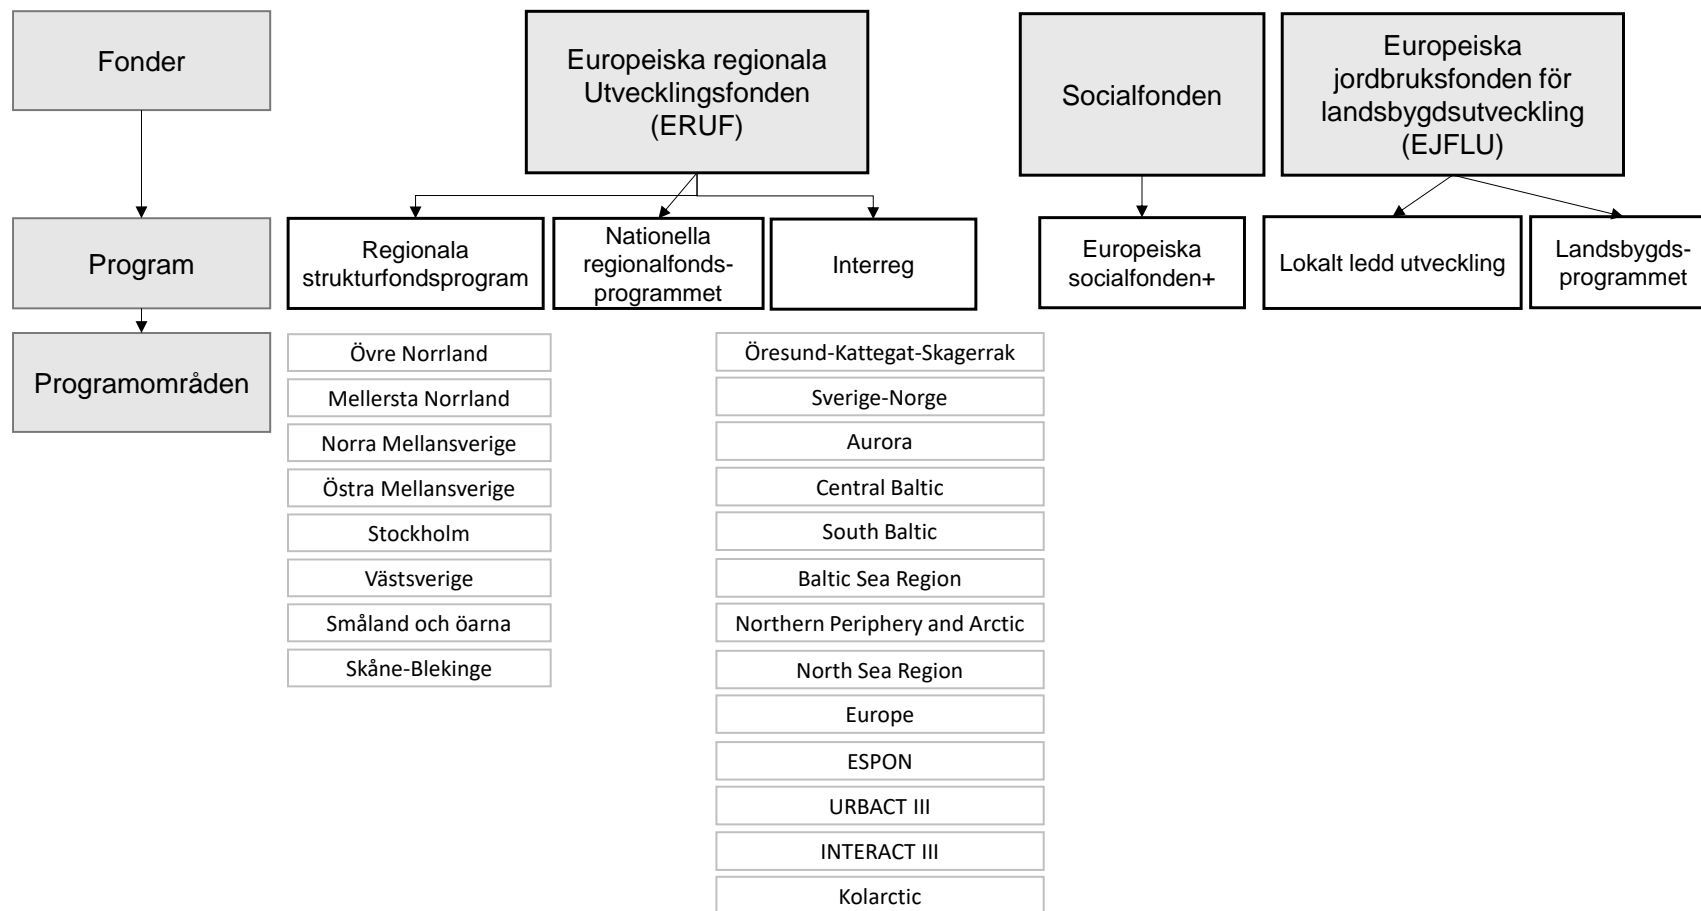 Fonder
Europeiska regionala
Utvecklingsfonden
(ERUF)
Socialfonden
Europeiska
jordbruksfonden för
landsbygdsutveckling
(EJFLU)
Program
Regionala
strukturfondsprogram
Nationella
regionalfonds-
programmet
Interreg
Europeiska
socialfonden+
Lokalt ledd utveckling
Landsbygds-
programmet
Programområden
Övre Norrland
Mellersta Norrland
Norra Mellansverige
Östra Mellansverige
Stockholm
Västsverige
Småland och öarna
Skåne-Blekinge
Öresund-Kattegat-Skagerrak
Sverige-Norge
Aurora
Central Baltic
South Baltic
Baltic Sea Region
Northern Periphery and Arctic
North Sea Region
Europe
ESPON
URBACT III
INTERACT III
Kolarctic